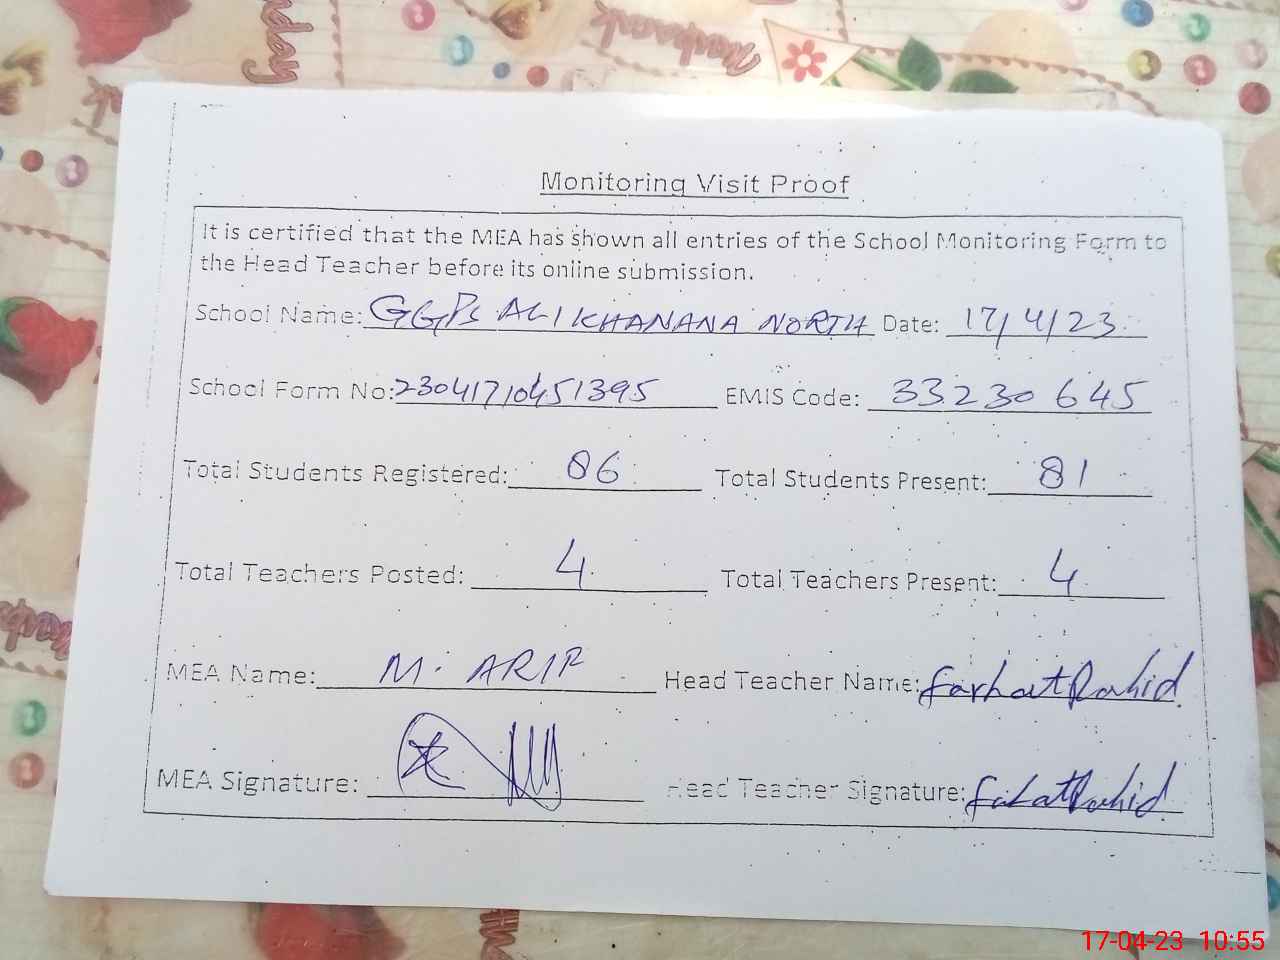 Monitoring Visit Proof
It is certified that the MEA has shown all entries of the School Monitoring Form to
the Head Teacher before its online submission.
School Name: GGPS ALI KHANANA NORTH Date: 17/4/23
School Form No: 23041710451395 EMIS Code: 33230645
Total Students Registered: 86 Total Students Present: 81
Total Teachers Posted: 4 Total Teachers Present: 4
MEA Name: M. ARIF Head Teacher Name: Farhat Rahid
MEA Signature: Head Teacher Signature: Farhat Rahid
17-04-23 10:55